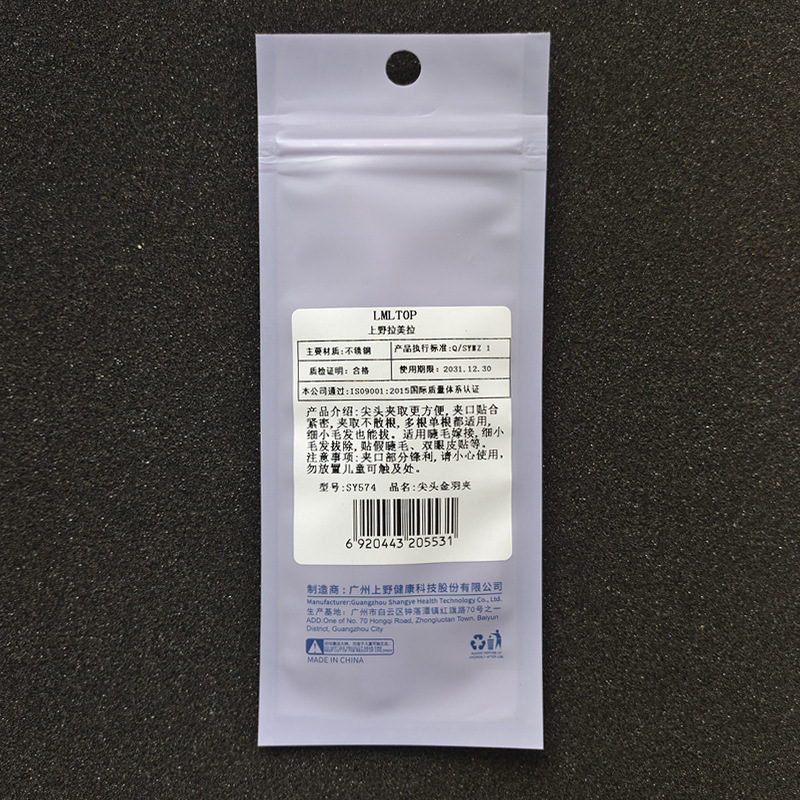 LMLTOP
上野拉美拉
主要材质:不锈钢 产品执行标准:Q/SYMZ 1
质检证明: 合格 使用期限: 2031.12.30
本公司通过:ISO9001:2015国际质量体系认证
产品介绍:尖头夹取更方便,夹口贴合
紧密,夹取不散根,多根单根都适用,
细小毛发也能拔。适用睫毛嫁接,细小
毛发拔除,贴假睫毛、双眼皮贴等。
注意事项:夹口部分锋利,请小心使用,
勿放置儿童可触及处。
型号:SY574 品名:尖头金羽夹
6 920443 205531
制造商：广州上野健康科技股份有限公司
Manufacturer:Guangzhou Shangye Health Technology Co., Ltd.
生产基地：广州市白云区钟落潭镇红旗路70号之一
ADD:One of No. 70 Hongqi Road, Zhongluotan Town, Baiyun
District, Guangzhou City
MADE IN CHINA